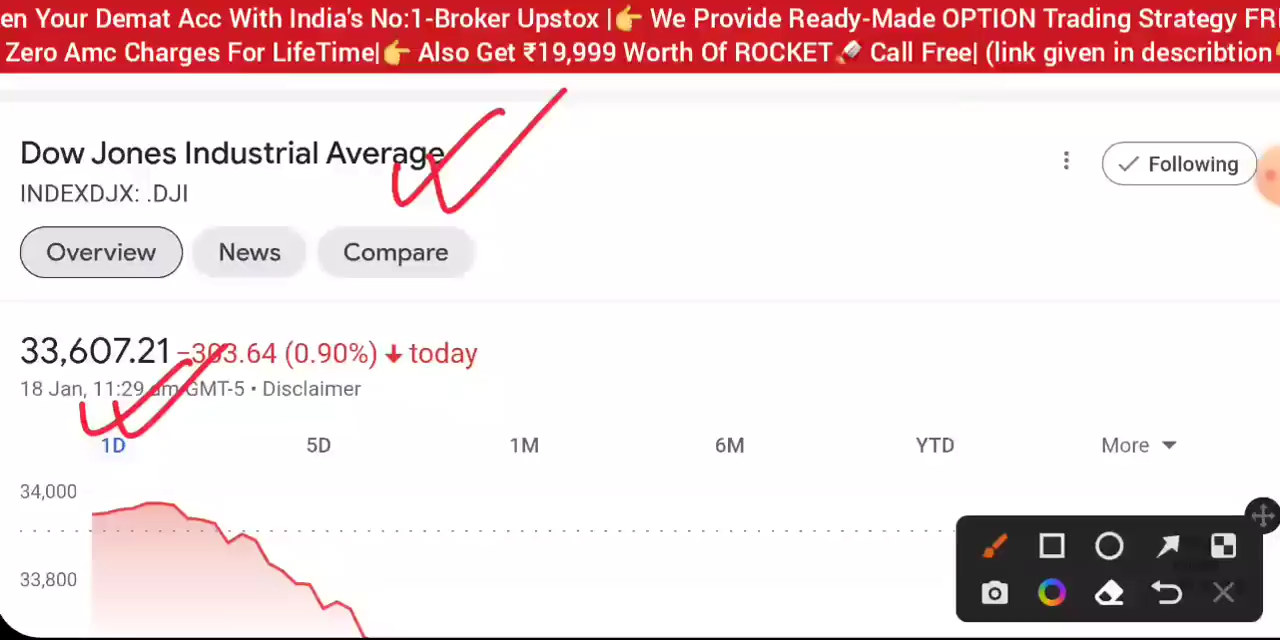 en Your Demat Acc With India's No:1-Broker Upstox |👉 We Provide Ready-Made OPTION Trading Strategy FR
Zero Amc Charges For LifeTime|👉 Also Get ₹19,999 Worth Of ROCKET🚀 Call Free| (link given in describtion
Dow Jones Industrial Average
INDEXDJX: .DJI
Following
Overview News Compare
33,607.21 -303.64 (0.90%) ↓ today
18 Jan, 11:29 am GMT-5 • Disclaimer
1D 5D 1M 6M YTD More
34,000
33,800